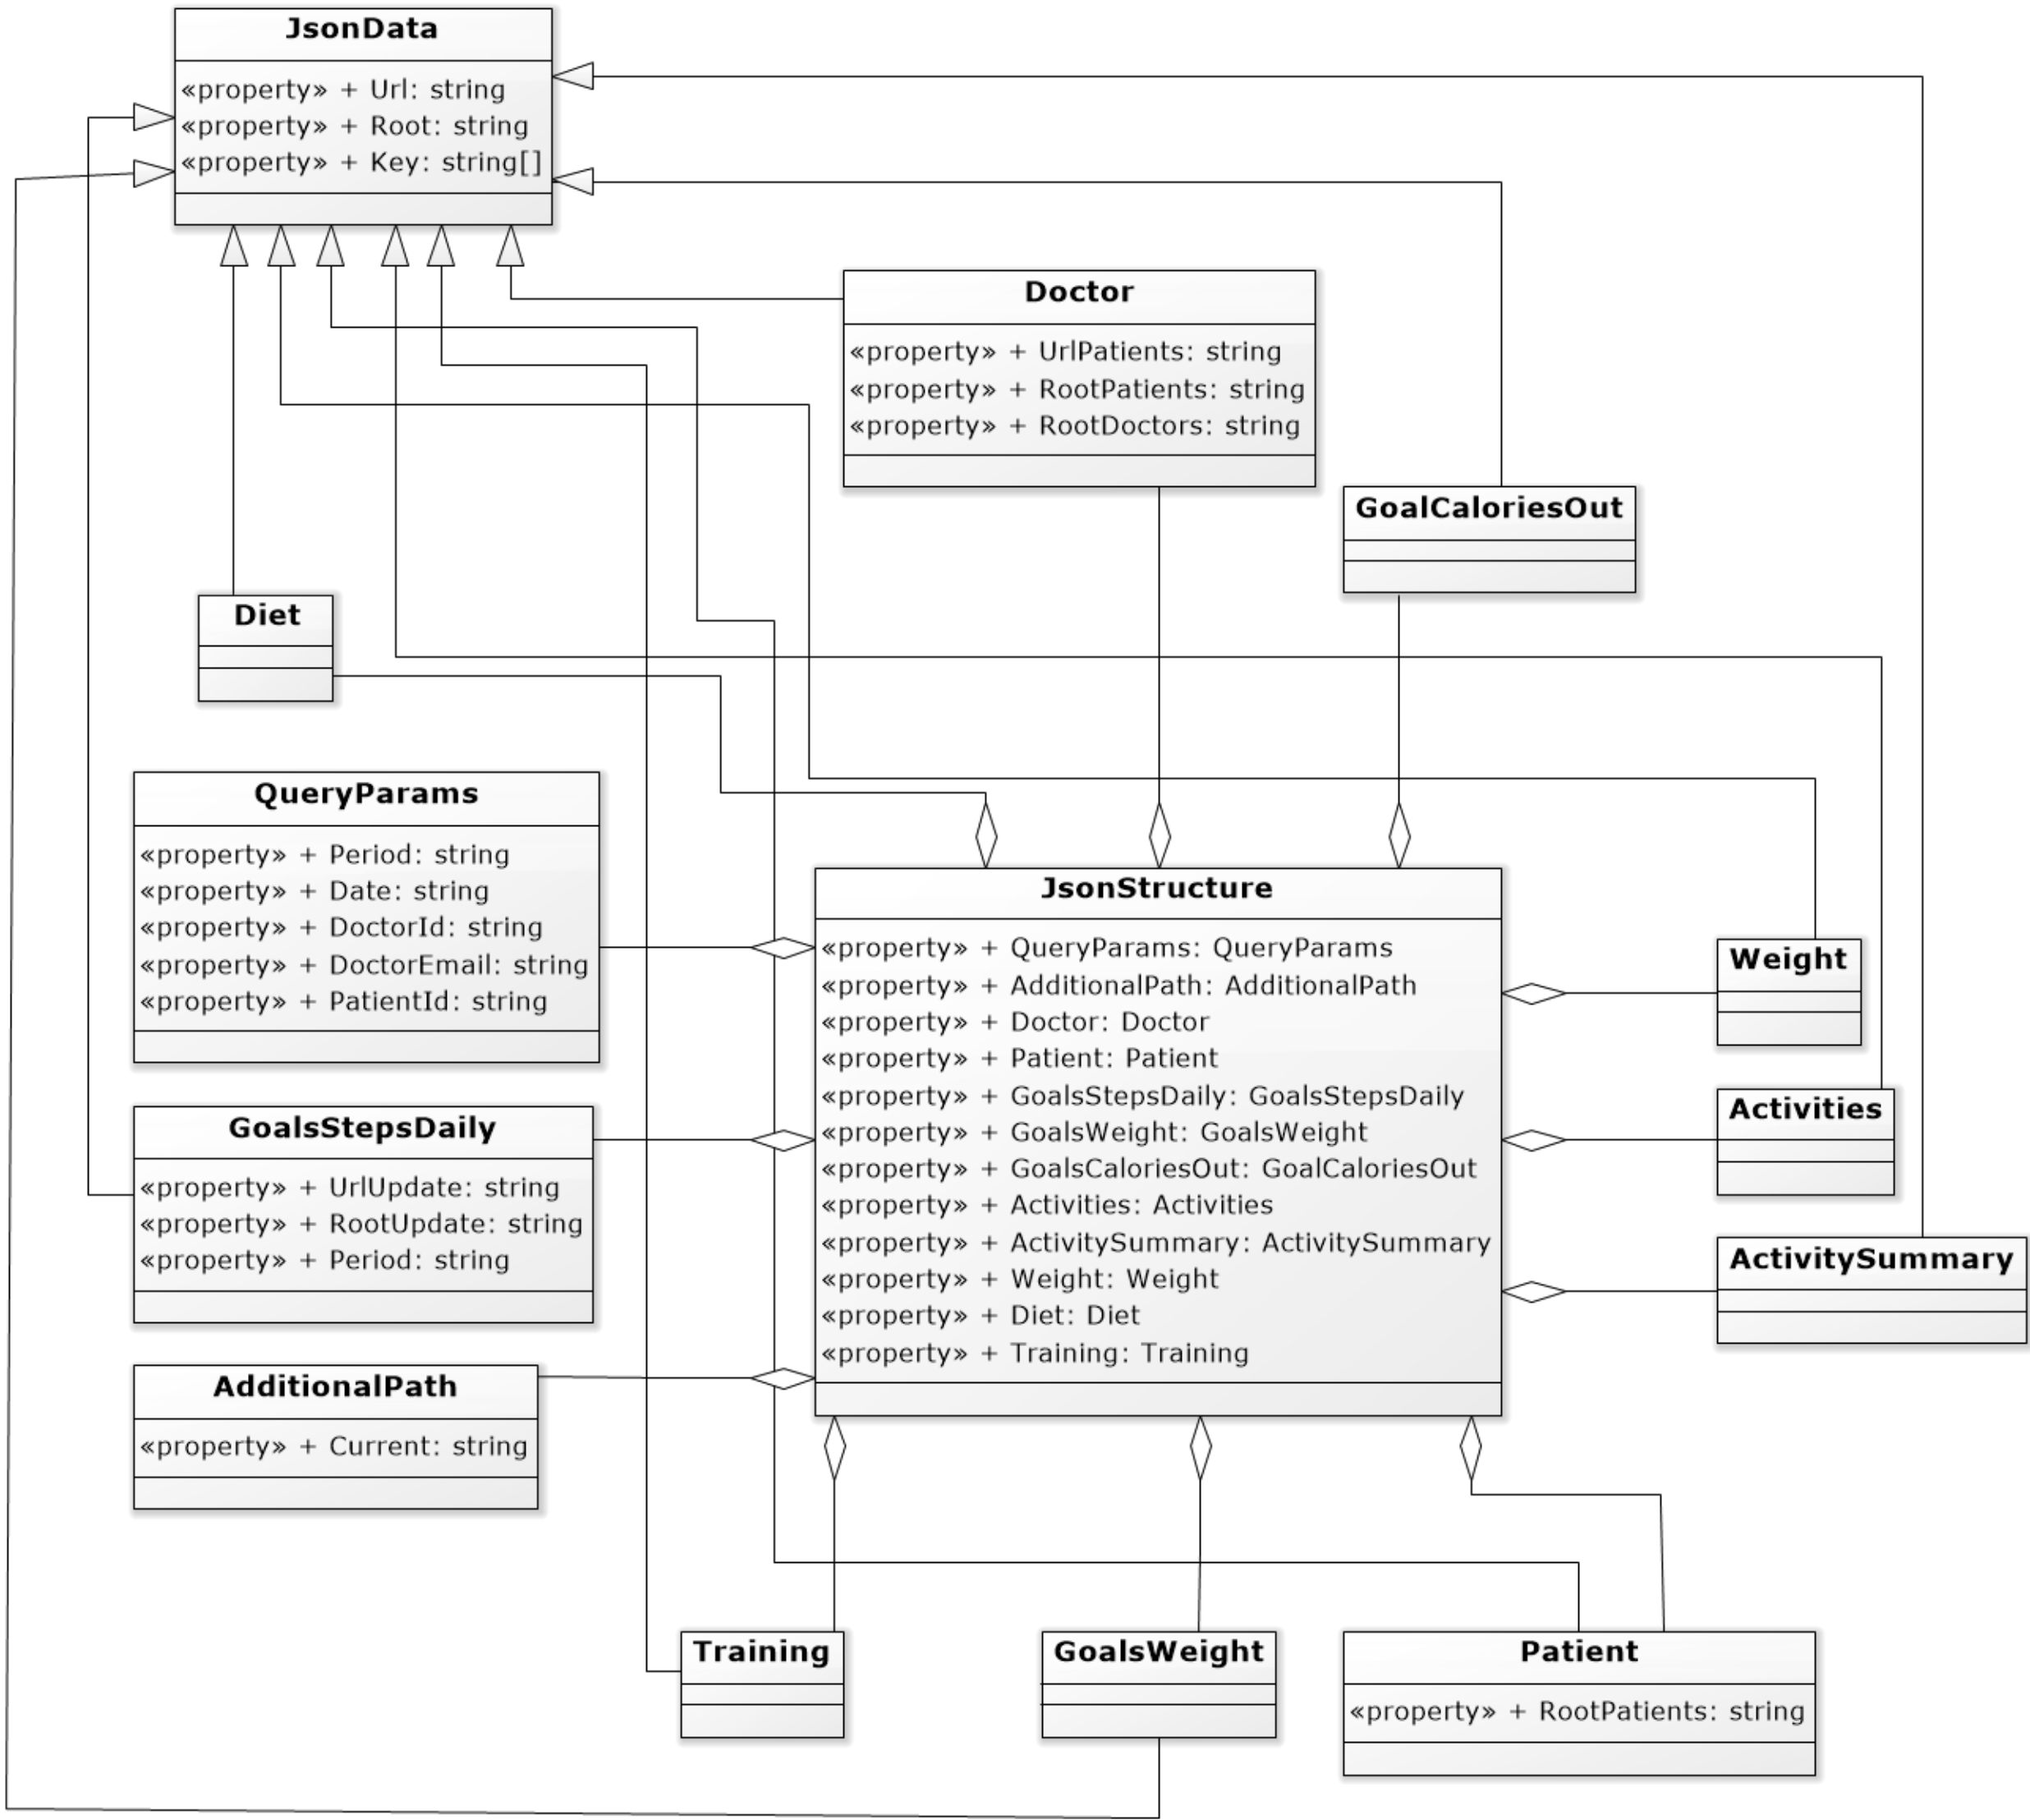 JsonData
«property» + Url: string
«property» + Root: string
«property» + Key: string[]
Doctor
«property» + UrlPatients: string
«property» + RootPatients: string
«property» + RootDoctors: string
GoalCaloriesOut
Diet
QueryParams
«property» + Period: string
«property» + Date: string
«property» + DoctorId: string
«property» + DoctorEmail: string
«property» + PatientId: string
JsonStructure
«property» + QueryParams: QueryParams
«property» + AdditionalPath: AdditionalPath
«property» + Doctor: Doctor
«property» + Patient: Patient
«property» + GoalsStepsDaily: GoalsStepsDaily
«property» + GoalsWeight: GoalsWeight
«property» + GoalsCaloriesOut: GoalCaloriesOut
«property» + Activities: Activities
«property» + ActivitySummary: ActivitySummary
«property» + Weight: Weight
«property» + Diet: Diet
«property» + Training: Training
Weight
Activities
ActivitySummary
GoalsStepsDaily
«property» + UrlUpdate: string
«property» + RootUpdate: string
«property» + Period: string
AdditionalPath
«property» + Current: string
Training
GoalsWeight
Patient
«property» + RootPatients: string